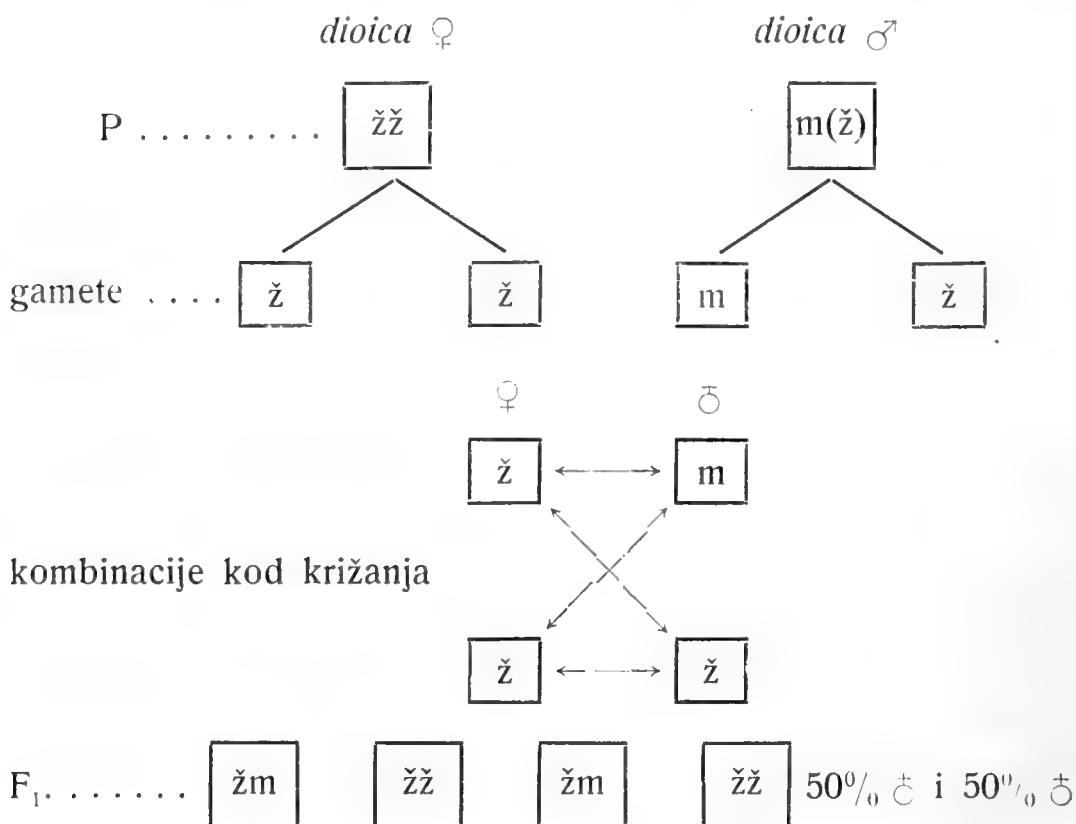 dioica ♀ dioica ♂
P . . . . . . . . . žž m(ž)
gamete . . . . ž ž m ž
♀ ♁
ž m
kombinacije kod križanja
ž ž
F₁. . . . . . . žm žž žm žž 50% i 50%